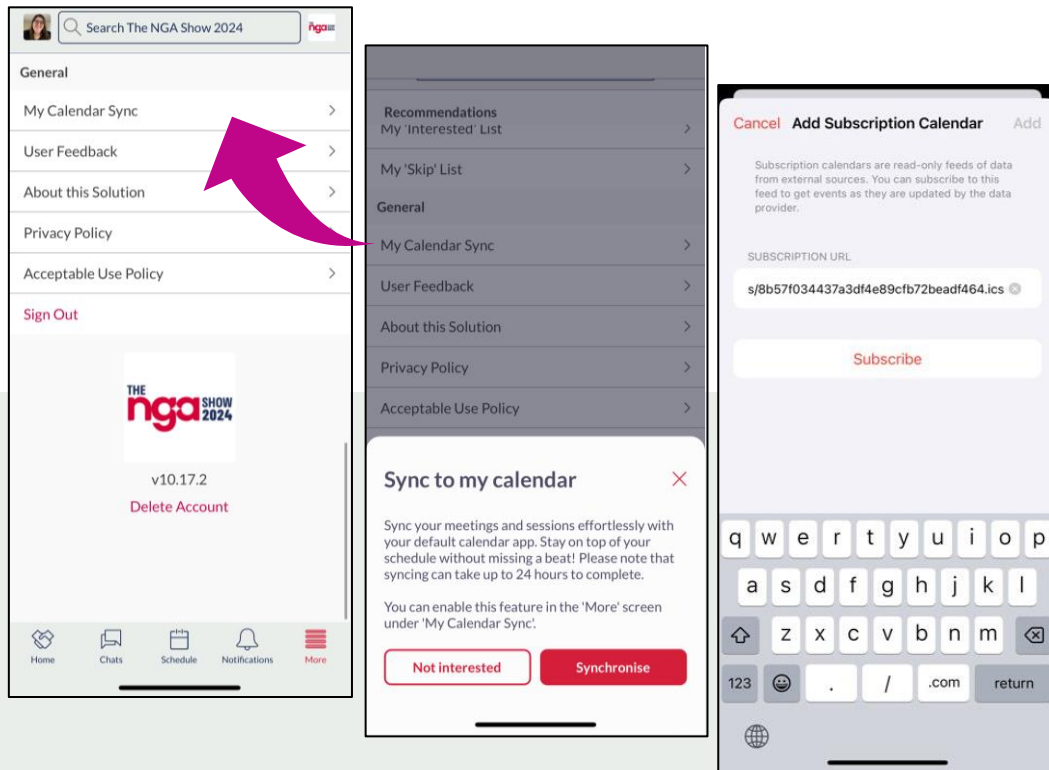 Search The NGA Show 2024
nga
General
My Calendar Sync
User Feedback
About this Solution
Privacy Policy
Acceptable Use Policy
Sign Out
THE
nga SHOW
2024
v10.17.2
Delete Account
Home Chats Schedule Notifications More
Recommendations
My 'Interested' List
My 'Skip' List
General
My Calendar Sync
User Feedback
About this Solution
Privacy Policy
Acceptable Use Policy
Sync to my calendar
Sync your meetings and sessions effortlessly with
your default calendar app. Stay on top of your
schedule without missing a beat! Please note that
syncing can take up to 24 hours to complete.
You can enable this feature in the 'More' screen
under 'My Calendar Sync'.
Not interested Synchronise
Cancel Add Subscription Calendar Add
Subscription calendars are read-only feeds of data
from external sources. You can subscribe to this
feed to get events as they are updated by the data
provider.
SUBSCRIPTION URL
s/8b57f034437a3df4e89cfb72beadf464.ics
Subscribe
q w e r t y u i o p
a s d f g h j k l
z x c v b n m
123 . / .com return